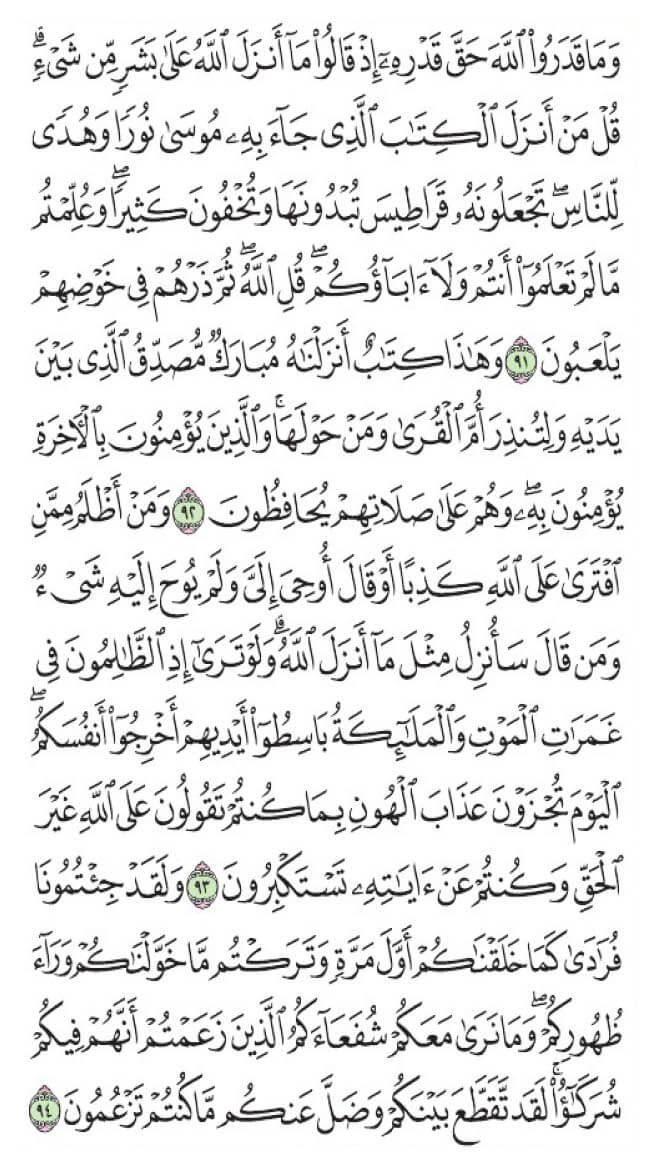 وَمَا قَدَرُواْ ٱللَّهَ حَقَّ قَدْرِهِۦٓ إِذْ قَالُواْ مَآ أَنزَلَ ٱللَّهُ عَلَىٰ بَشَرٍ مِّن شَىْءٍ ۗ
قُلْ مَنْ أَنزَلَ ٱلْكِتَٰبَ ٱلَّذِى جَآءَ بِهِۦ مُوسَىٰ نُورًا وَهُدًى
لِّلنَّاسِ ۖ تَجْعَلُونَهُۥ قَرَاطِيسَ تُبْدُونَهَا وَتُخْفُونَ كَثِيرًا ۖ وَعُلِّمْتُم
مَّا لَمْ تَعْلَمُوٓاْ أَنتُمْ وَلَآ ءَابَآؤُكُمْ ۖ قُلِ ٱللَّهُ ۖ ثُمَّ ذَرْهُمْ فِى خَوْضِهِمْ
يَلْعَبُونَ ٩١ وَهَٰذَا كِتَٰبٌ أَنزَلْنَٰهُ مُبَارَكٌ مُّصَدِّقُ ٱلَّذِى بَيْنَ
يَدَيْهِ وَلِتُنذِرَ أُمَّ ٱلْقُرَىٰ وَمَنْ حَوْلَهَا ۚ وَٱلَّذِينَ يُؤْمِنُونَ بِٱلْءَاخِرَةِ
يُؤْمِنُونَ بِهِۦ ۖ وَهُمْ عَلَىٰ صَلَاتِهِمْ يُحَافِظُونَ ٩٢ وَمَنْ أَظْلَمُ مِمَّنِ
ٱفْتَرَىٰ عَلَى ٱللَّهِ كَذِبًا أَوْ قَالَ أُوحِىَ إِلَىَّ وَلَمْ يُوحَ إِلَيْهِ شَىْءٌ
وَمَن قَالَ سَأُنزِلُ مِثْلَ مَآ أَنزَلَ ٱللَّهُ ۗ وَلَوْ تَرَىٰٓ إِذِ ٱلظَّٰلِمُونَ فِى
غَمَرَٰتِ ٱلْمَوْتِ وَٱلْمَلَٰٓئِكَةُ بَاسِطُوٓاْ أَيْدِيهِمْ أَخْرِجُوٓاْ أَنفُسَكُمُ ۖ
ٱلْيَوْمَ تُجْزَوْنَ عَذَابَ ٱلْهُونِ بِمَا كُنتُمْ تَقُولُونَ عَلَى ٱللَّهِ غَيْرَ
ٱلْحَقِّ وَكُنتُمْ عَنْ ءَايَٰتِهِۦ تَسْتَكْبِرُونَ ٩٣ وَلَقَدْ جِئْتُمُونَا
فُرَٰدَىٰ كَمَا خَلَقْنَٰكُمْ أَوَّلَ مَرَّةٍ وَتَرَكْتُم مَّا خَوَّلْنَٰكُمْ وَرَآءَ
ظُهُورِكُمْ ۖ وَمَا نَرَىٰ مَعَكُمْ شُفَعَآءَكُمُ ٱلَّذِينَ زَعَمْتُمْ أَنَّهُمْ فِيكُمْ
شُرَكَٰٓؤُاْ ۚ لَقَد تَّقَطَّعَ بَيْنَكُمْ وَضَلَّ عَنكُم مَّا كُنتُمْ تَزْعُمُونَ ٩٤